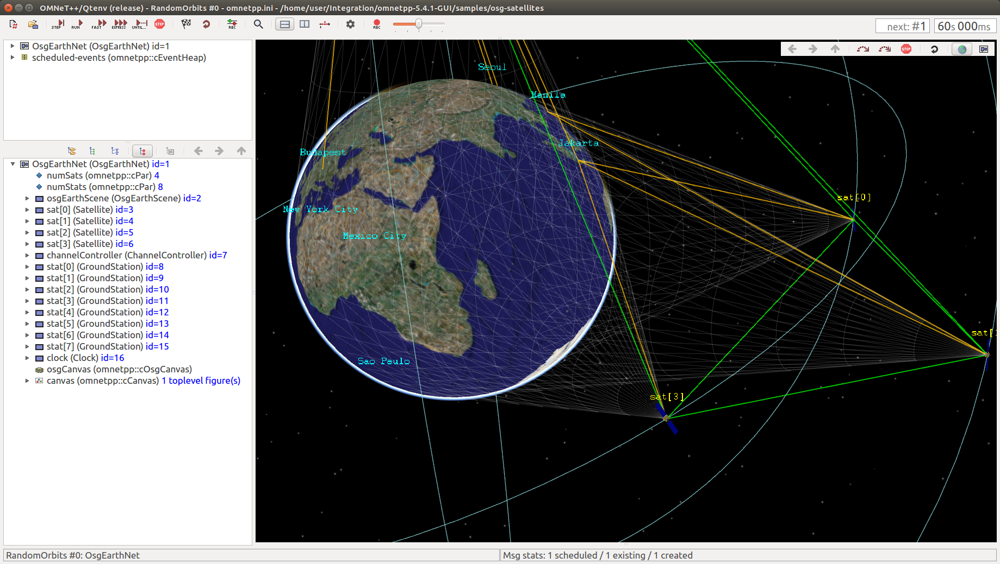 OMNeT++/Qtenv (release) - RandomOrbits #0 - omnetpp.ini - /home/user/Integration/omnetpp-5.4.1-GUI/samples/osg-satellites
STEP RUN FAST EXPRESS UNTIL... STOP REC REC
next: #1 60s 000ms
OsgEarthNet (OsgEarthNet) id=1
scheduled-events (omnetpp::cEventHeap)
OsgEarthNet (OsgEarthNet) id=1
numSats (omnetpp::cPar) 4
numStats (omnetpp::cPar) 8
osgEarthScene (OsgEarthScene) id=2
sat[0] (Satellite) id=3
sat[1] (Satellite) id=4
sat[2] (Satellite) id=5
sat[3] (Satellite) id=6
channelController (ChannelController) id=7
stat[0] (GroundStation) id=8
stat[1] (GroundStation) id=9
stat[2] (GroundStation) id=10
stat[3] (GroundStation) id=11
stat[4] (GroundStation) id=12
stat[5] (GroundStation) id=13
stat[6] (GroundStation) id=14
stat[7] (GroundStation) id=15
clock (Clock) id=16
osgCanvas (omnetpp::cOsgCanvas)
canvas (omnetpp::cCanvas) 1 toplevel figure(s)
STOP
Seoul
Manila
Jakarta
Budapest
sat[0]
New York City
Mexico City
sat[
Sao Paulo
sat[3]
RandomOrbits #0: OsgEarthNet
Msg stats: 1 scheduled / 1 existing / 1 created